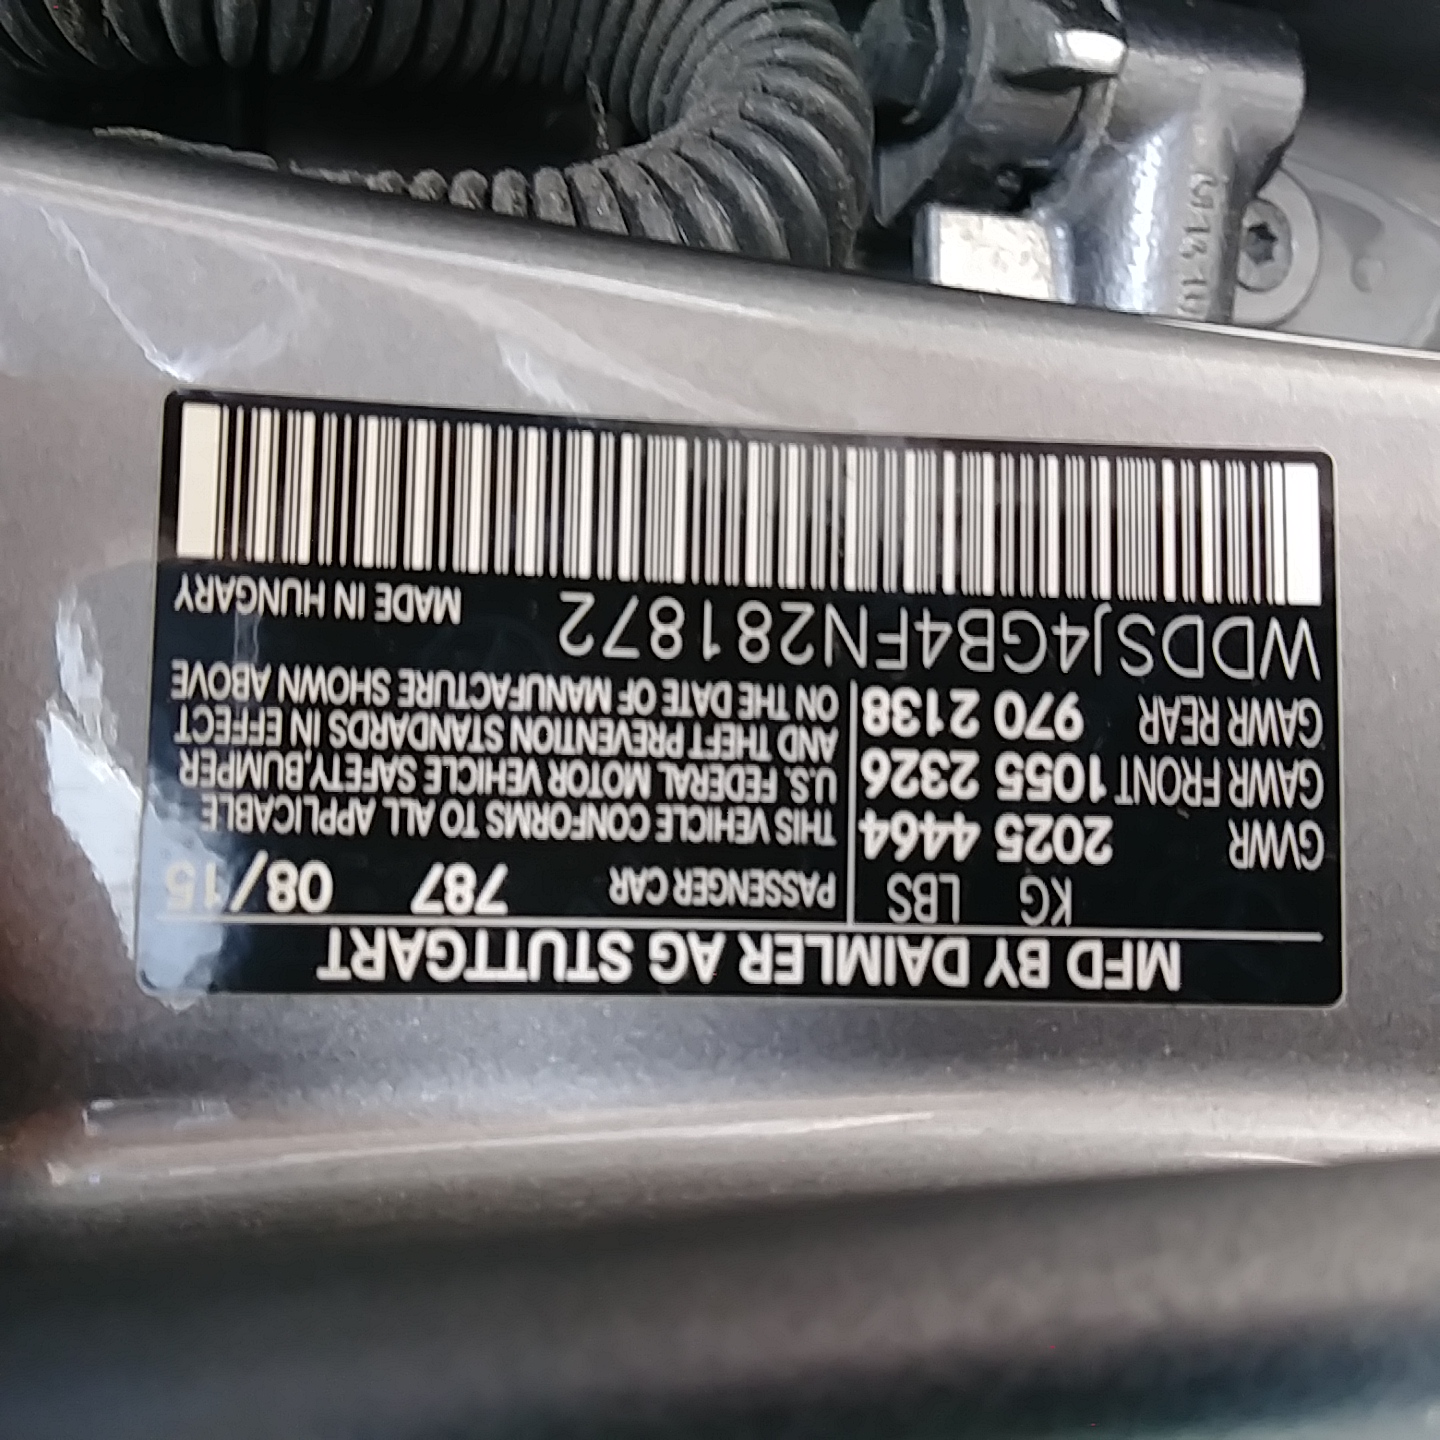 MFD BY DAIMLER AG STUTTGART
KG LBS
GVWR 2025 4464
GAWR FRONT 1055 2326
GAWR REAR 970 2138
PASSENGER CAR 787 08/15
THIS VEHICLE CONFORMS TO ALL APPLICABLE
U.S. FEDERAL MOTOR VEHICLE SAFETY,BUMPER
AND THEFT PREVENTION STANDARDS IN EFFECT
ON THE DATE OF MANUFACTURE SHOWN ABOVE
WDDSJ4GB4FN281872 MADE IN HUNGARY